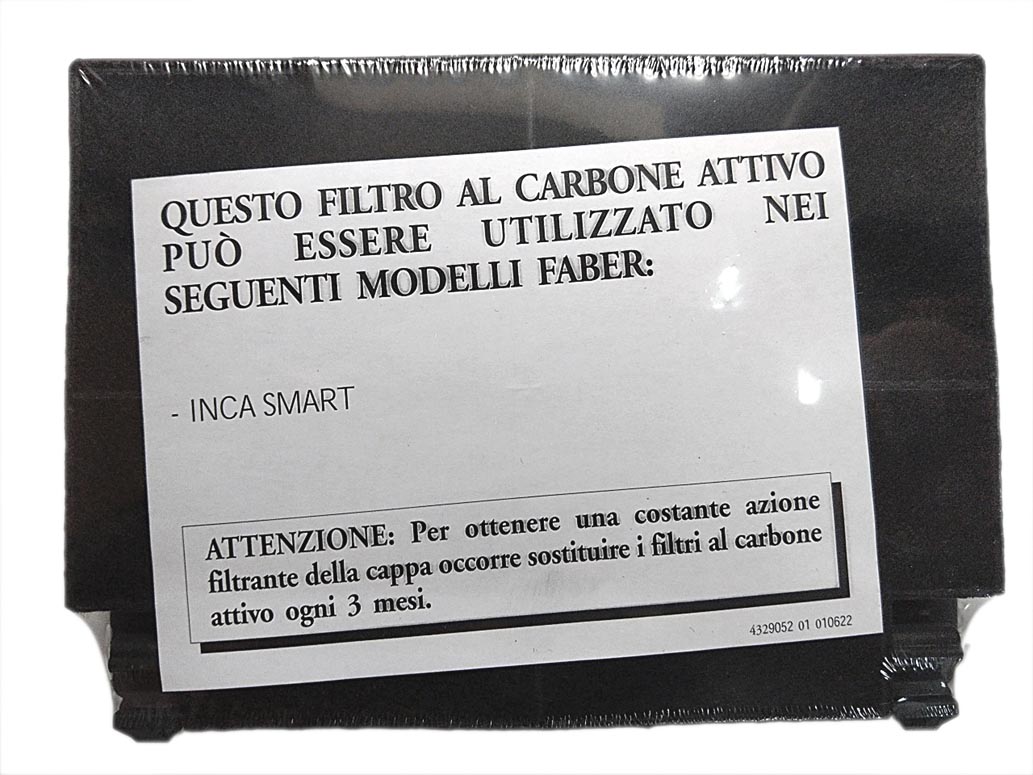 QUESTO FILTRO AL CARBONE ATTIVO
PUÒ ESSERE UTILIZZATO NEI
SEGUENTI MODELLI FABER:
- INCA SMART
ATTENZIONE: Per ottenere una costante azione
filtrante della cappa occorre sostituire i filtri al carbone
attivo ogni 3 mesi.
4329052 01 010622